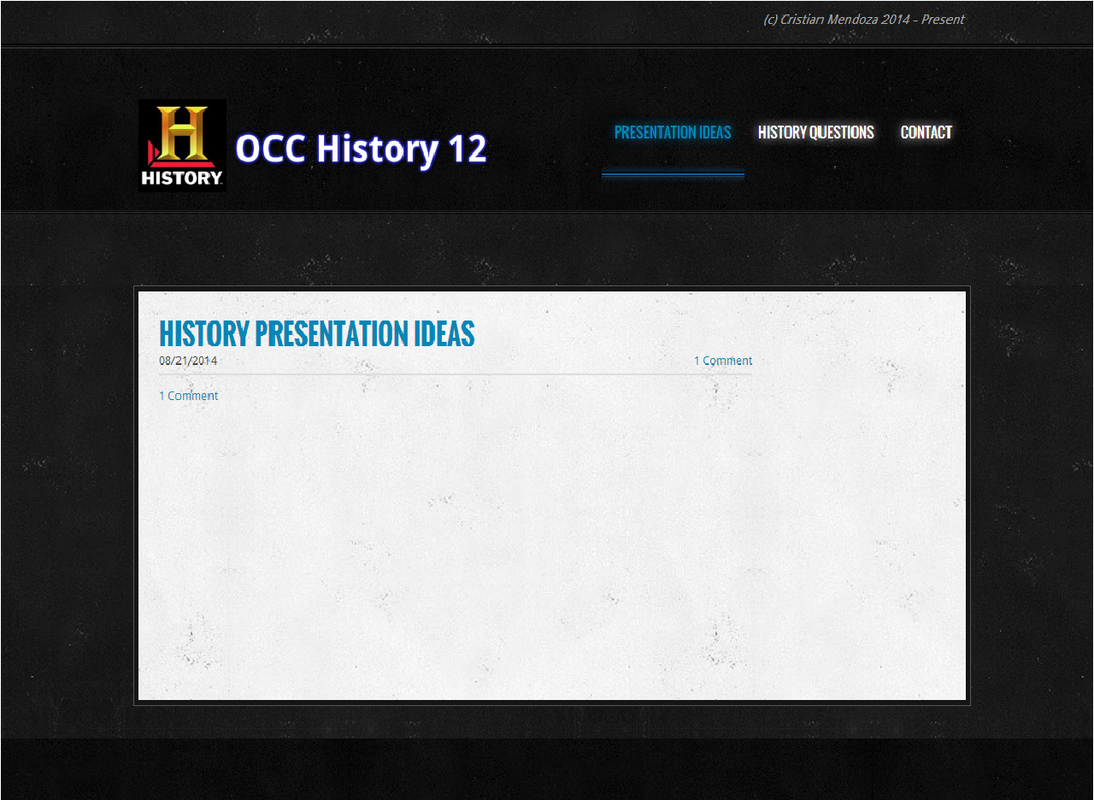 (c) Cristian Mendoza 2014 - Present
H
HISTORY
OCC History 12
PRESENTATION IDEAS HISTORY QUESTIONS CONTACT
HISTORY PRESENTATION IDEAS
08/21/2014 1 Comment
1 Comment